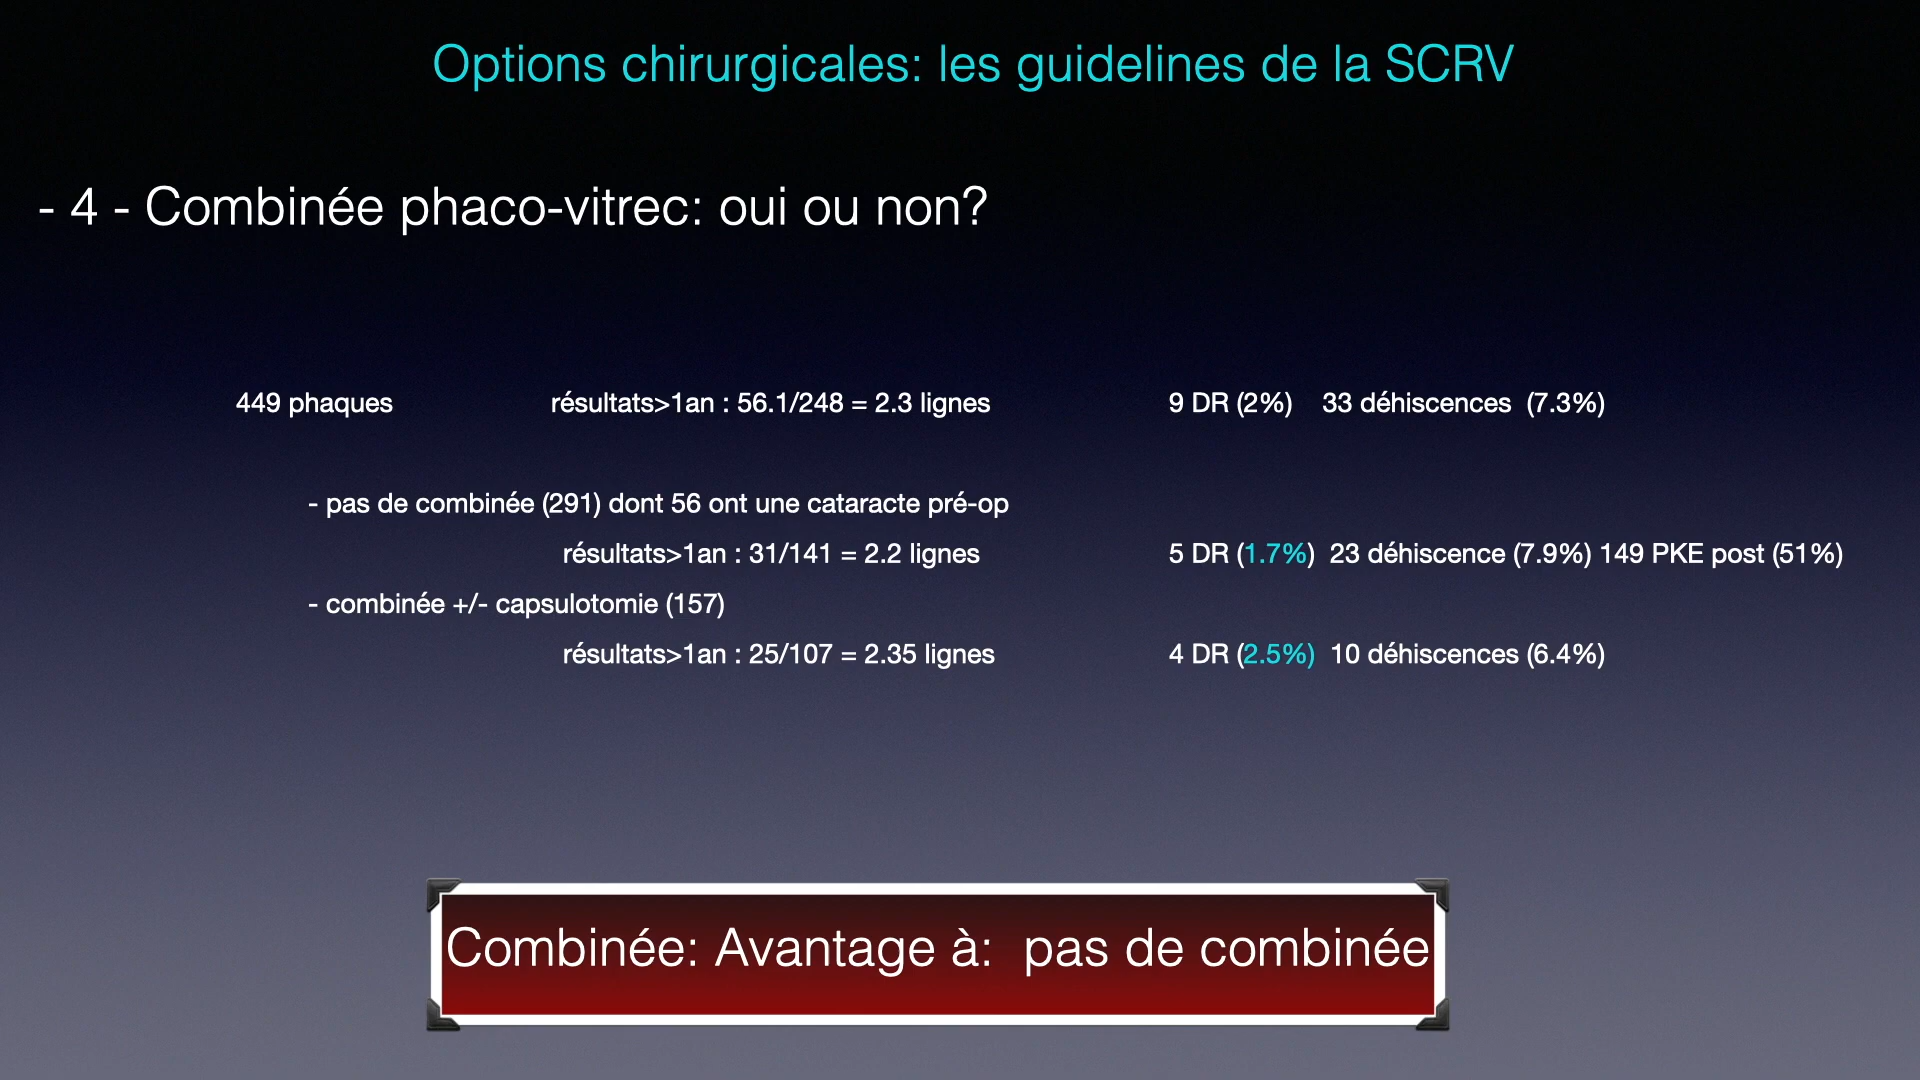 Options chirurgicales: les guidelines de la SCRV
- 4 - Combinée phaco-vitrec: oui ou non?
449 phaques résultats>1an : 56.1/248 = 2.3 lignes 9 DR (2%) 33 déhiscences (7.3%)
- pas de combinée (291) dont 56 ont une cataracte pré-op
résultats>1an : 31/141 = 2.2 lignes 5 DR (1.7%) 23 déhiscence (7.9%) 149 PKE post (51%)
- combinée +/- capsulotomie (157)
résultats>1an : 25/107 = 2.35 lignes 4 DR (2.5%) 10 déhiscences (6.4%)
Combinée: Avantage à: pas de combinée